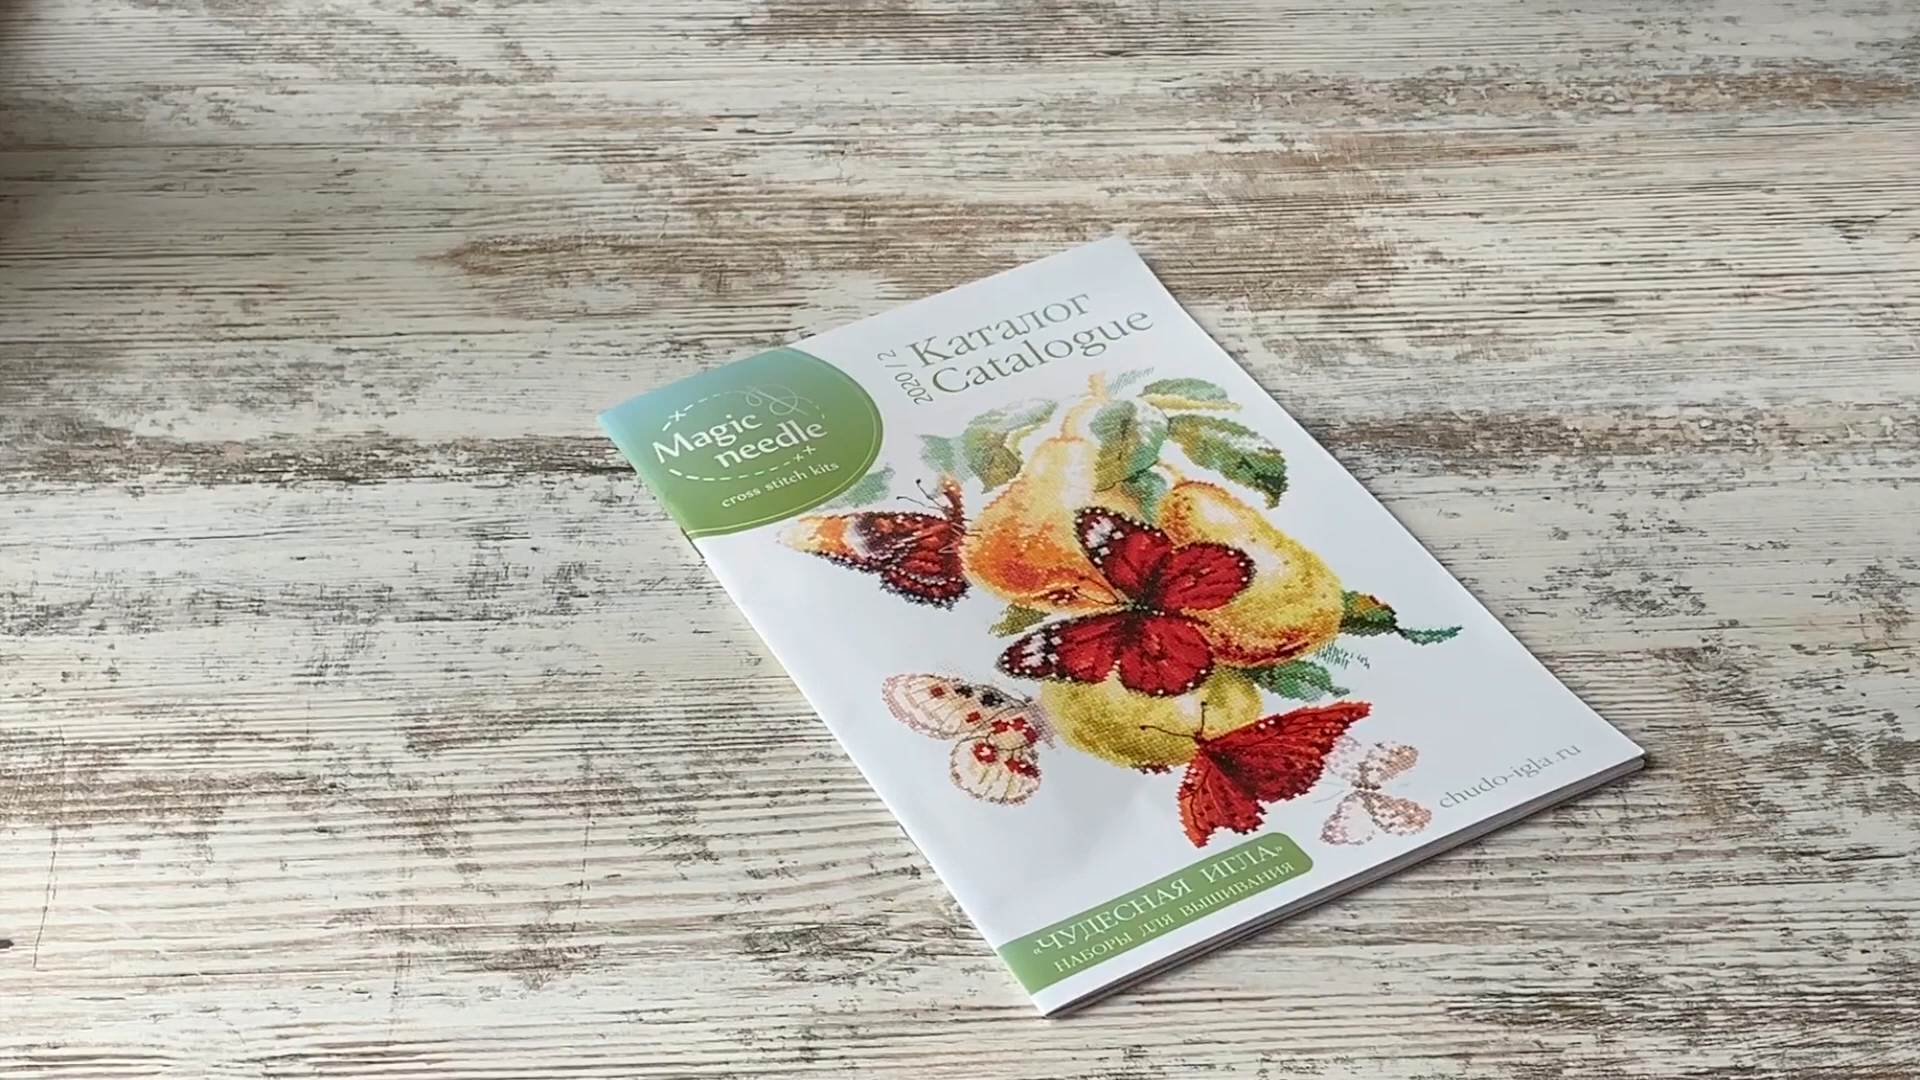 2020 / 2
Каталог
Catalogue
Magic
needle
cross stitch kits
chudo-igla.ru
«ЧУДЕСНАЯ ИГЛА»
НАБОРЫ ДЛЯ ВЫШИВАНИЯ